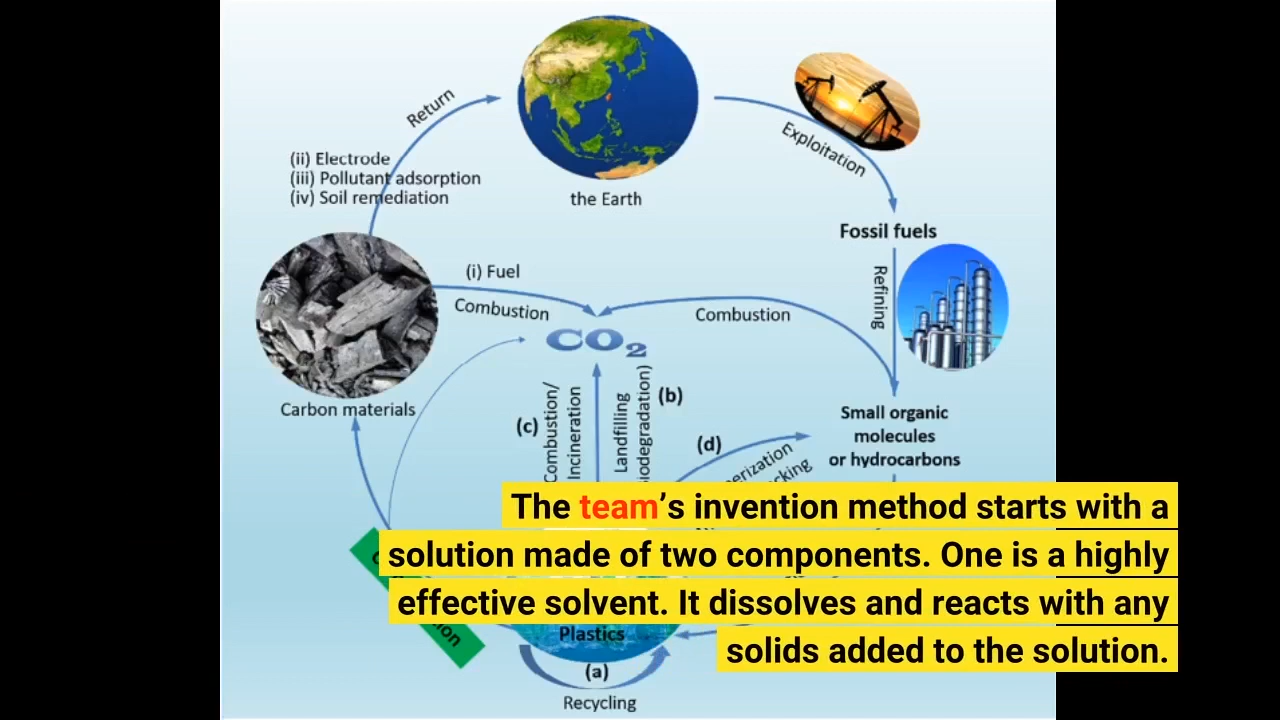 Return
(ii) Electrode
(iii) Pollutant adsorption
(iv) Soil remediation
the Earth
Exploitation
Fossil fuels
Refining
(i) Fuel
Combustion
Combustion
CO2
Carbon materials
(c)
Combustion/
Incineration
Landfilling
(b)
(d)
Small organic
molecules
or hydrocarbons
The team’s invention method starts with a
solution made of two components. One is a highly
effective solvent. It dissolves and reacts with any
solids added to the solution.
Plastics
(a)
Recycling